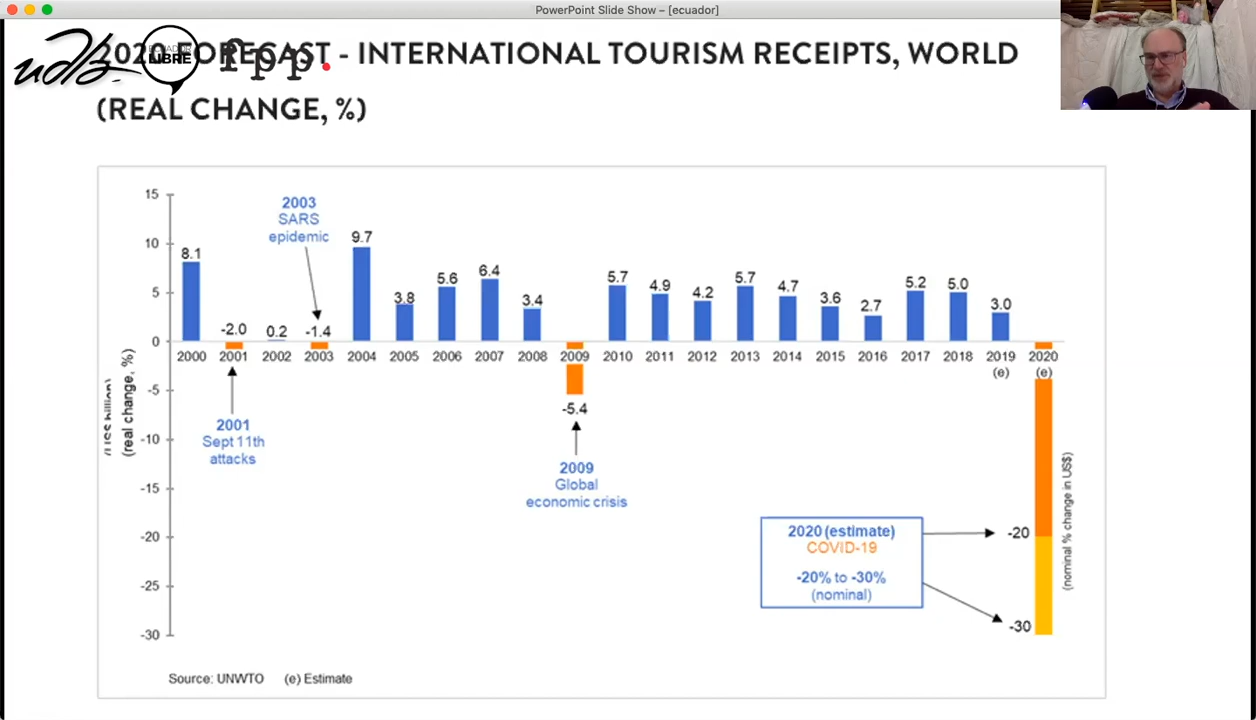 PowerPoint Slide Show – [ecuador]
udla
ECUADOR
LIBRE
fpp.
2020 FORECAST - INTERNATIONAL TOURISM RECEIPTS, WORLD
(REAL CHANGE, %)
15
10
5
0
-5
-10
-15
-20
-25
-30
(real change, %)
8.1
-2.0
0.2
-1.4
9.7
3.8
5.6
6.4
3.4
-5.4
5.7
4.9
4.2
5.7
4.7
3.6
2.7
5.2
5.0
3.0
2000 2001 2002 2003 2004 2005 2006 2007 2008 2009 2010 2011 2012 2013 2014 2015 2016 2017 2018 2019 2020
(e) (e)
2003
SARS
epidemic
2001
Sept 11th
attacks
2009
Global
economic crisis
2020 (estimate)
COVID-19
-20% to -30%
(nominal)
-20
-30
(nominal % change in US$)
Source: UNWTO (e) Estimate